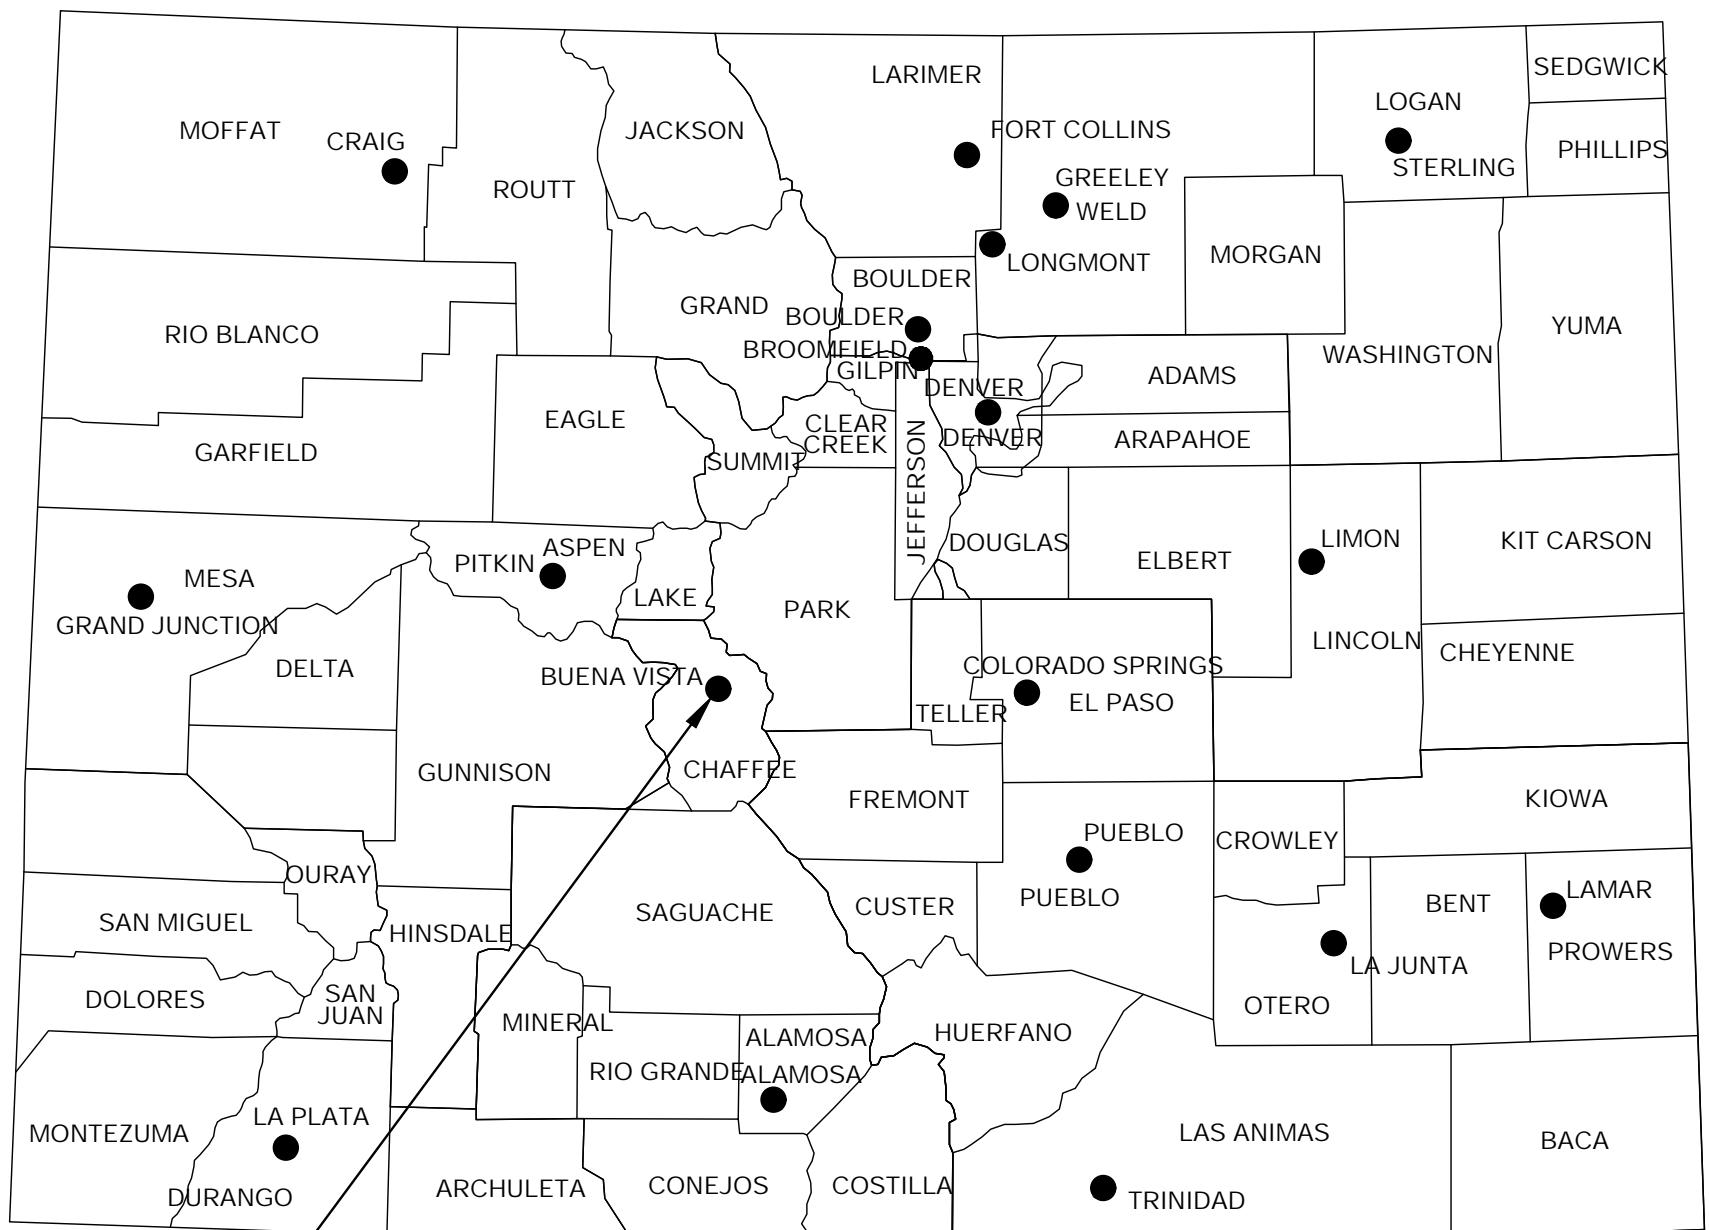 SEDGWICK
LARIMER
LOGAN
MOFFAT
CRAIG
JACKSON
FORT COLLINS
PHILLIPS
STERLING
ROUTT
GREELEY
WELD
MORGAN
LONGMONT
BOULDER
GRAND
BOULDER
RIO BLANCO
YUMA
BROOMFIELD
WASHINGTON
GILPIN
ADAMS
DENVER
EAGLE
CLEAR
CREEK
DENVER
ARAPAHOE
GARFIELD
SUMMIT
JEFFERSON
LIMON
KIT CARSON
DOUGLAS
ASPEN
PITKIN
ELBERT
MESA
LAKE
PARK
GRAND JUNCTION
LINCOLN
CHEYENNE
DELTA
COLORADO SPRINGS
BUENA VISTA
EL PASO
TELLER
GUNNISON
CHAFFEE
FREMONT
KIOWA
PUEBLO
CROWLEY
OURAY
LAMAR
PUEBLO
BENT
CUSTER
SAGUACHE
SAN MIGUEL
HINSDALE
PROWERS
LA JUNTA
DOLORES
SAN
JUAN
OTERO
MINERAL
HUERFANO
ALAMOSA
RIO GRANDE
ALAMOSA
LA PLATA
MONTEZUMA
LAS ANIMAS
BACA
DURANGO
ARCHULETA
CONEJOS
COSTILLA
TRINIDAD